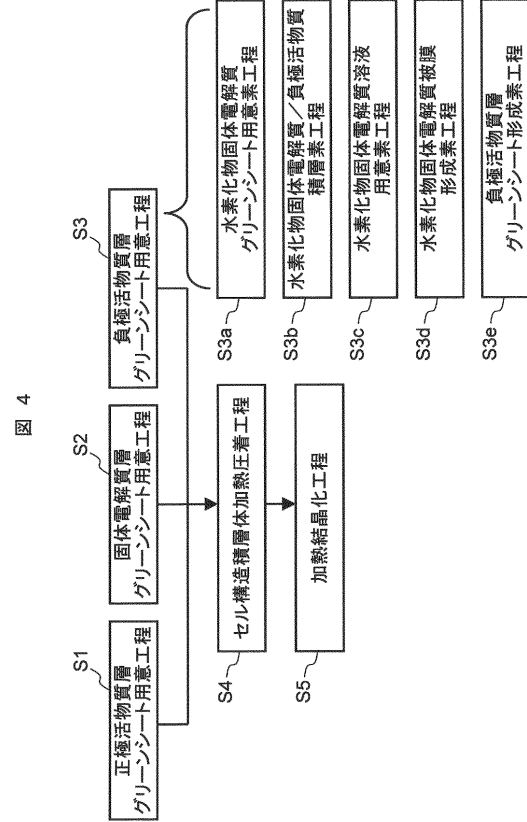 図 4
S1
正極活物質層
グリーンシート用意工程
S2
固体電解質層
グリーンシート用意工程
S3
負極活物質層
グリーンシート用意工程
S4
セル構造積層体加熱圧着工程
S5
加熱結晶化工程
S3a
水素化物固体電解質
グリーンシート用意素工程
S3b
水素化物固体電解質／負極活物質
積層素工程
S3c
水素化物固体電解質溶液
用意素工程
S3d
水素化物固体電解質被膜
形成素工程
S3e
負極活物質層
グリーンシート形成素工程